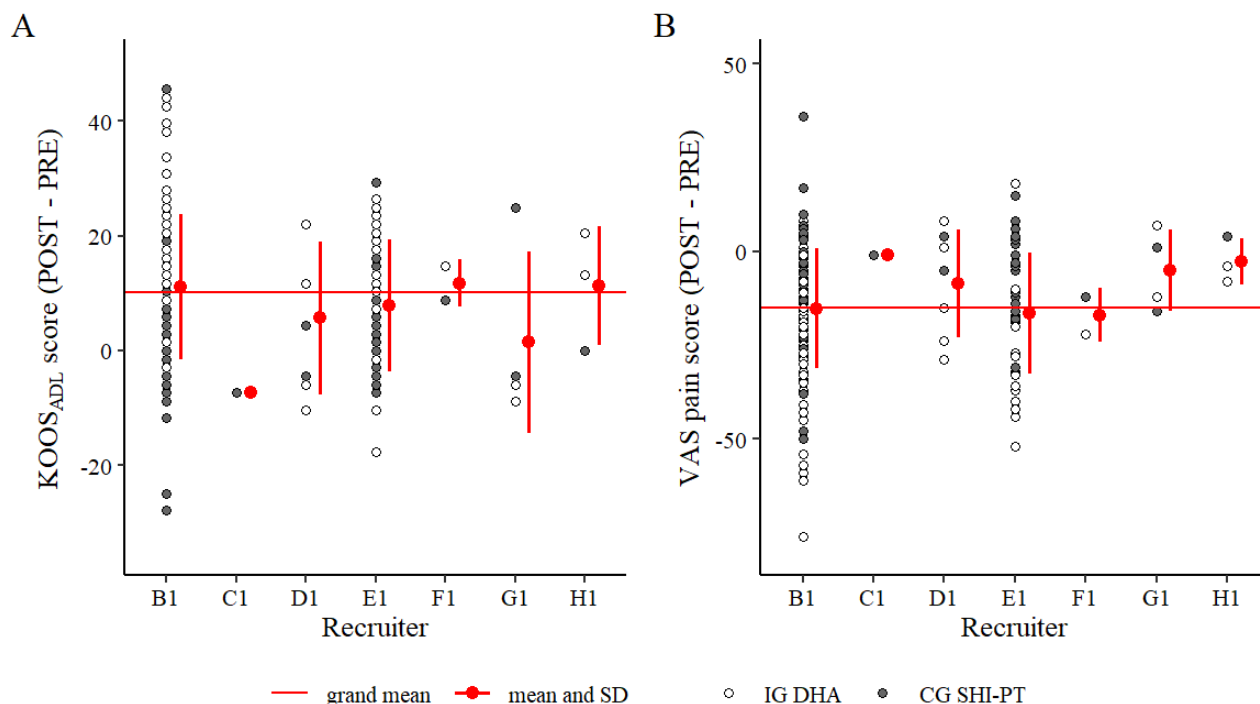 A
KOOSADL score (POST - PRE)
40
20
0
-20
B1 C1 D1 E1 F1 G1 H1
Recruiter
B
VAS pain score (POST - PRE)
50
0
-50
B1 C1 D1 E1 F1 G1 H1
Recruiter
grand mean mean and SD IG DHA CG SHI-PT